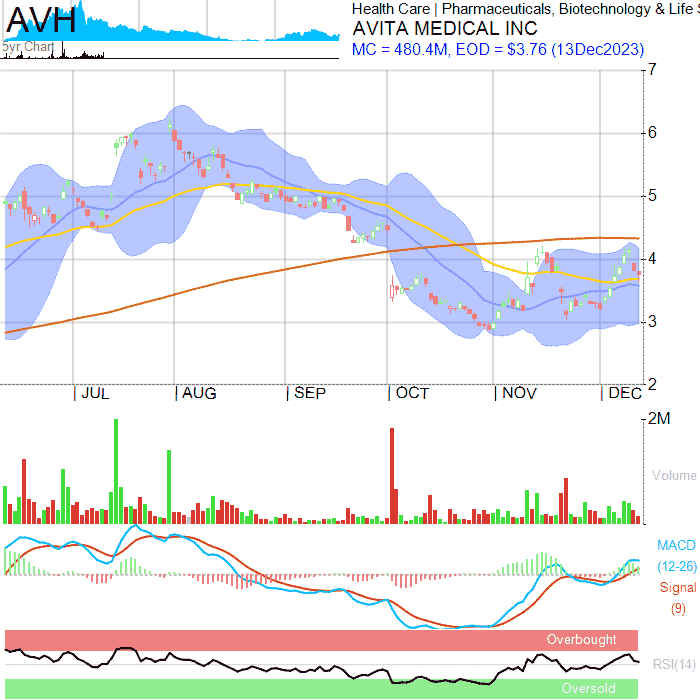 AVH
5yr Chart
Health Care | Pharmaceuticals, Biotechnology & Life S
AVITA MEDICAL INC
MC = 480.4M, EOD = $3.76 (13Dec2023)
7
6
5
4
3
2
JUL AUG SEP OCT NOV DEC
2M
Volume
MACD
(12-26)
Signal
(9)
Overbought
RSI(14)
Oversold